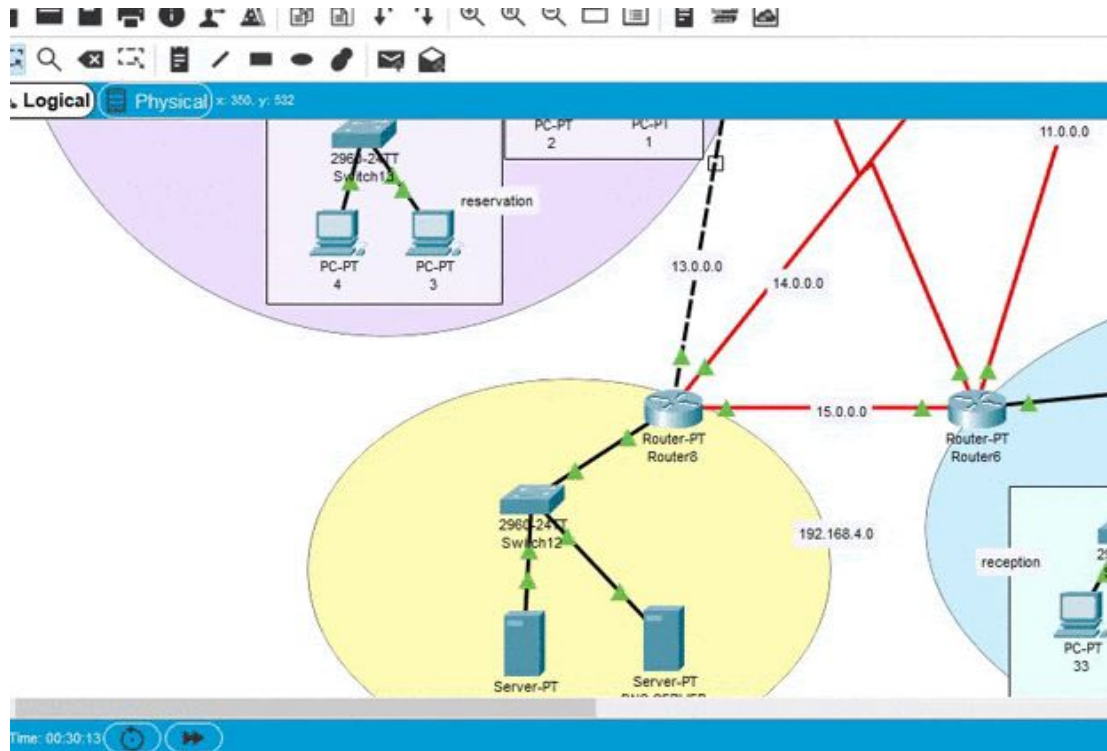 Logical
Physical
x: 350, y: 532
PC-PT
2
PC-PT
1
11.0.0.0
2960-24TT
Switch13
reservation
PC-PT
4
PC-PT
3
13.0.0.0
14.0.0.0
15.0.0.0
Router-PT
Router8
Router-PT
Router6
2960-24TT
Switch12
192.168.4.0
reception
PC-PT
33
Server-PT
Server-PT
Time: 00:30:13